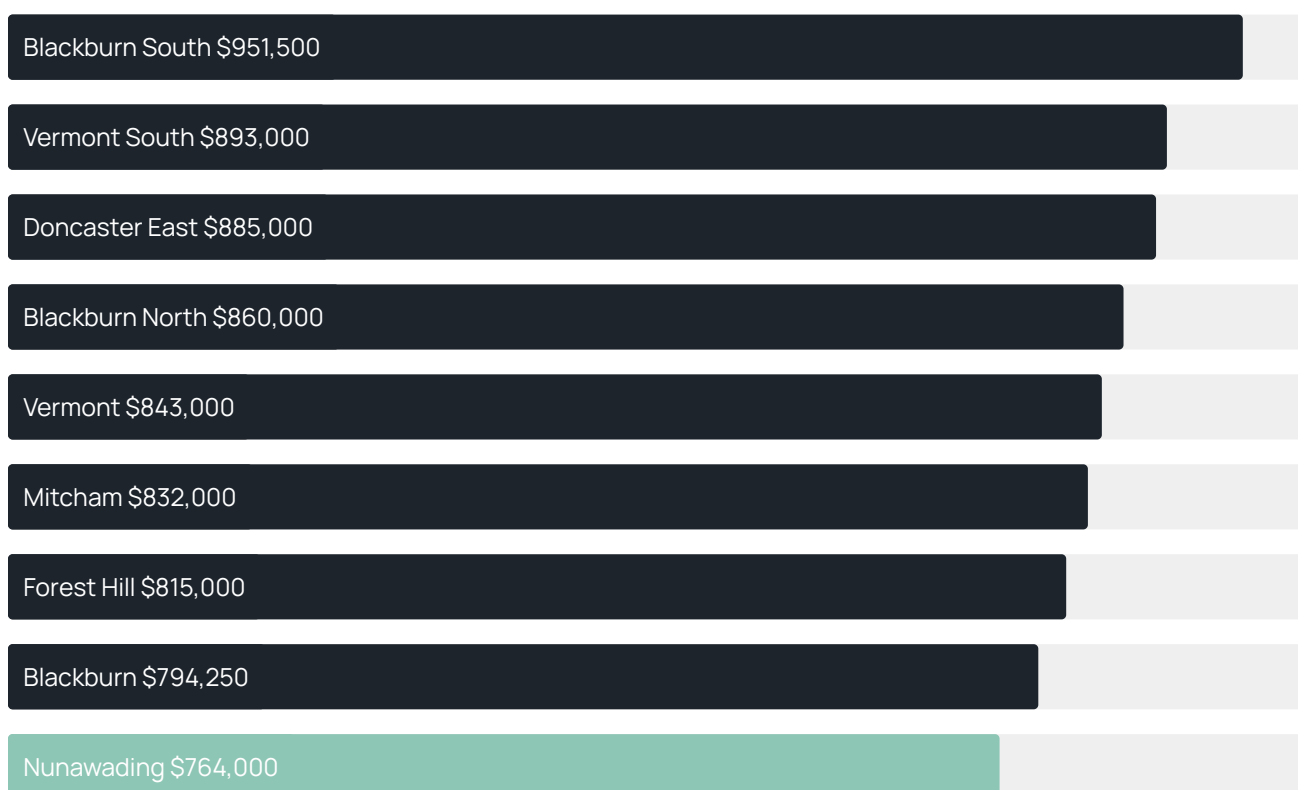 Blackburn South $951,500
Vermont South $893,000
Doncaster East $885,000
Blackburn North $860,000
Vermont $843,000
Mitcham $832,000
Forest Hill $815,000
Blackburn $794,250
Nunawading $764,000